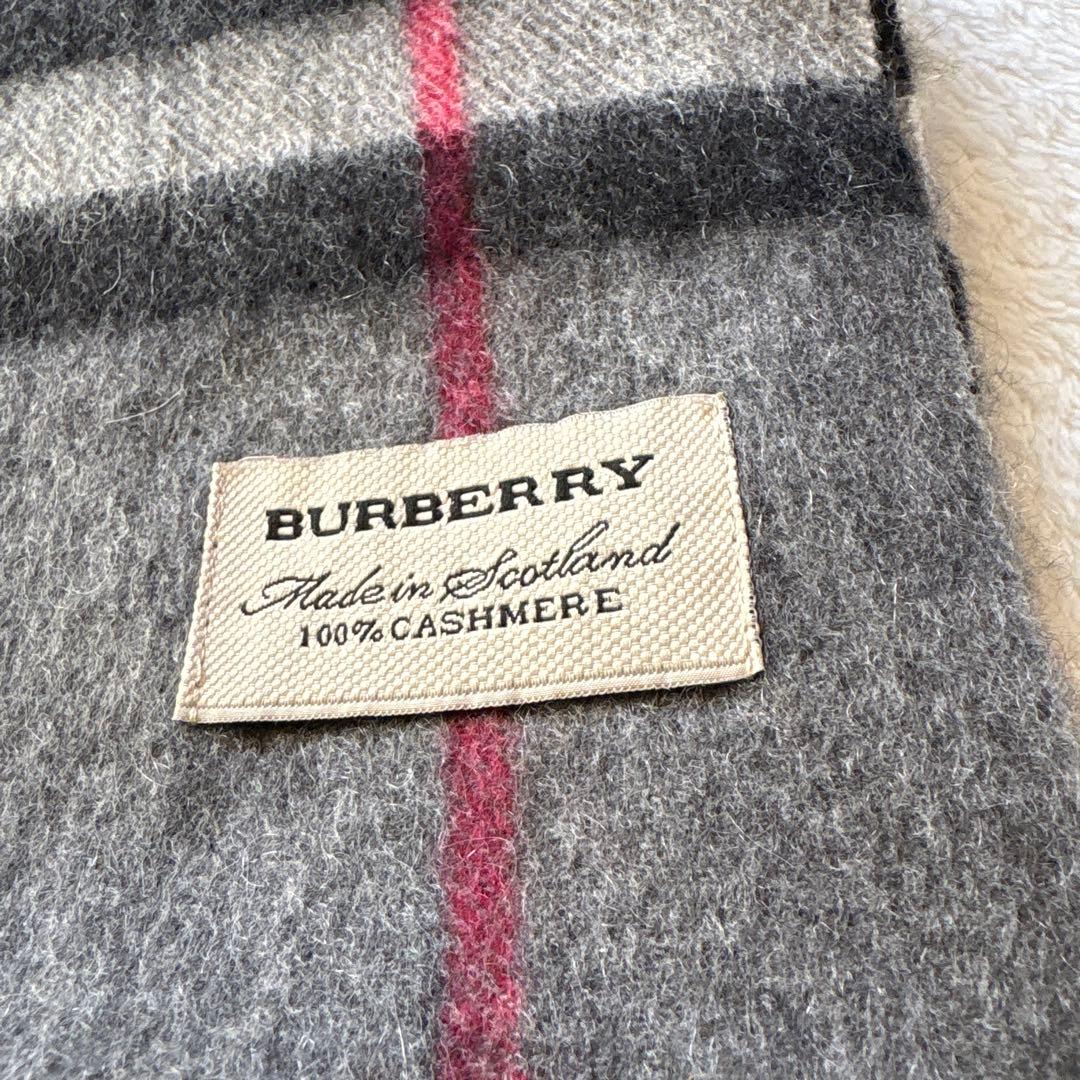 BURBERRY
Made in Scotland
100% CASHMERE